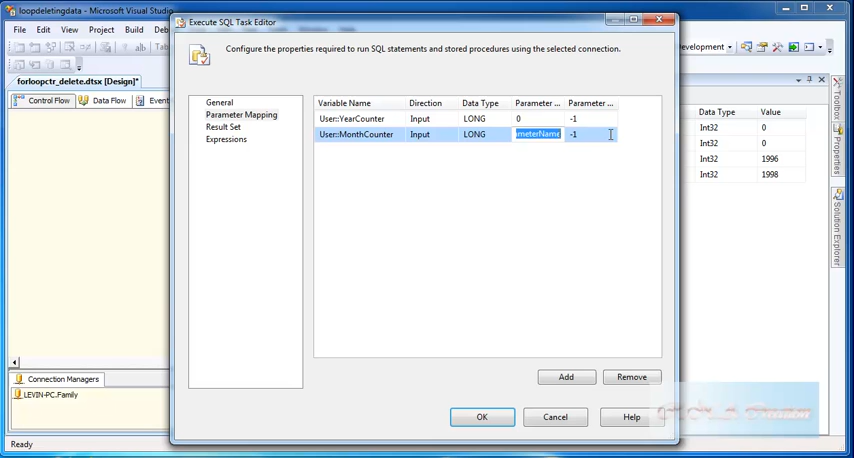 loopdeletingdata - Microsoft Visual Studio
File Edit View Project Build
forloopctr_delete.dtsx [Design]*
Control Flow Data Flow
Connection Managers
LEVIN-PC.Family
Ready
Execute SQL Task Editor
Configure the properties required to run SQL statements and stored procedures using the selected connection.
General
Parameter Mapping
Result Set
Expressions
Variable Name Direction Data Type Parameter ... Parameter ...
User::YearCounter Input LONG 0 -1
User::MonthCounter Input LONG meterName -1
Add Remove
OK Cancel Help
Data Type Value
Int32 0
Int32 0
Int32 1996
Int32 1998
Toolbox
Properties
Solution Explorer